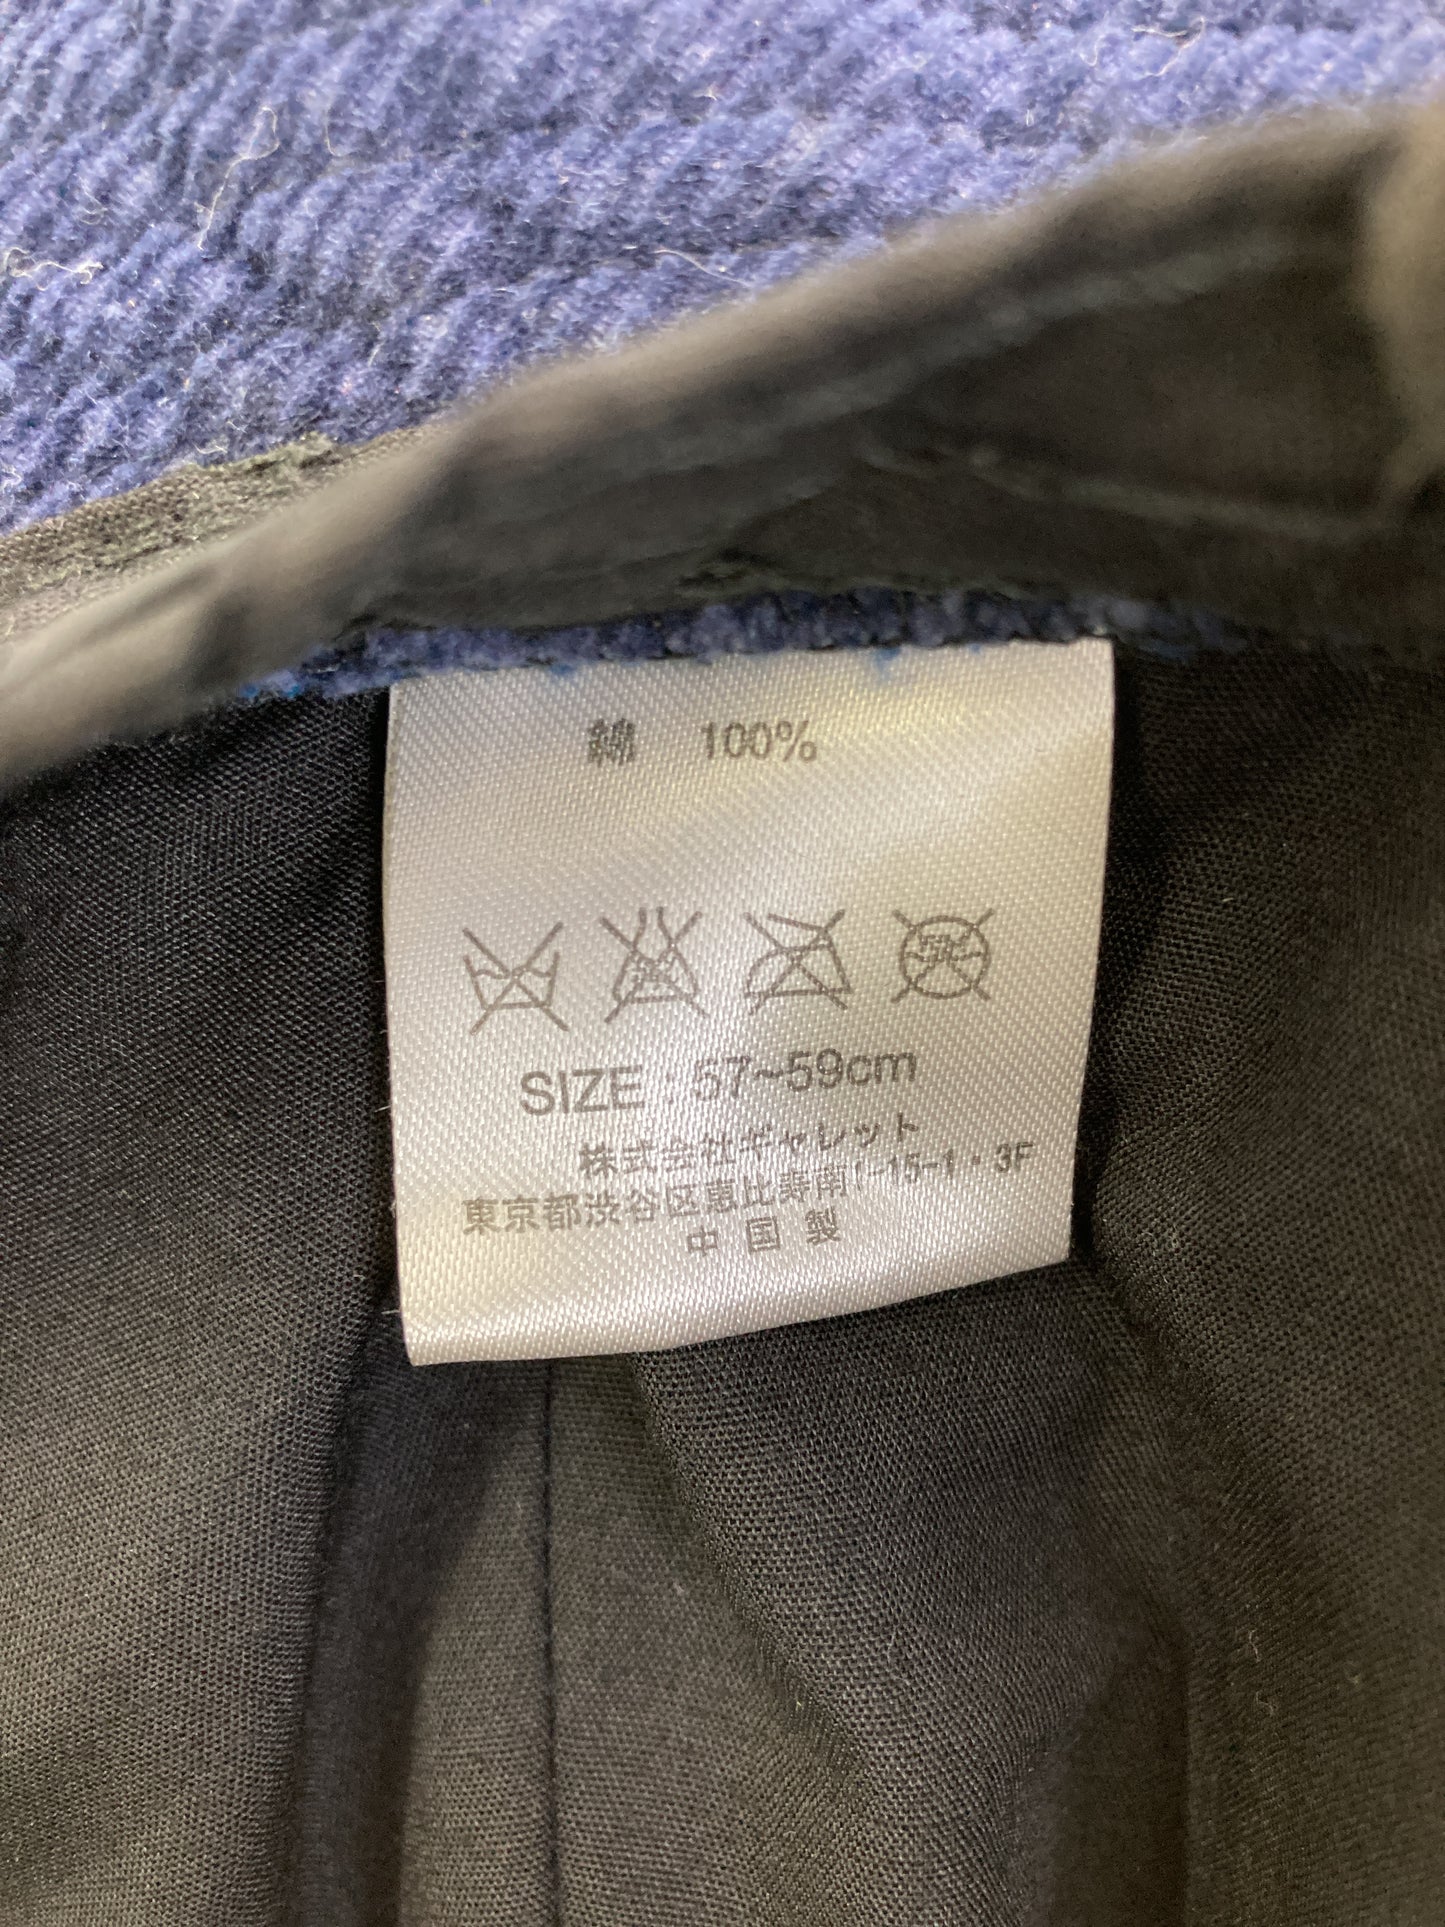 綿 100%
SIZE : 57~59cm
株式会社ギャレット
東京都渋谷区恵比寿南1-15-1・3F
中国製